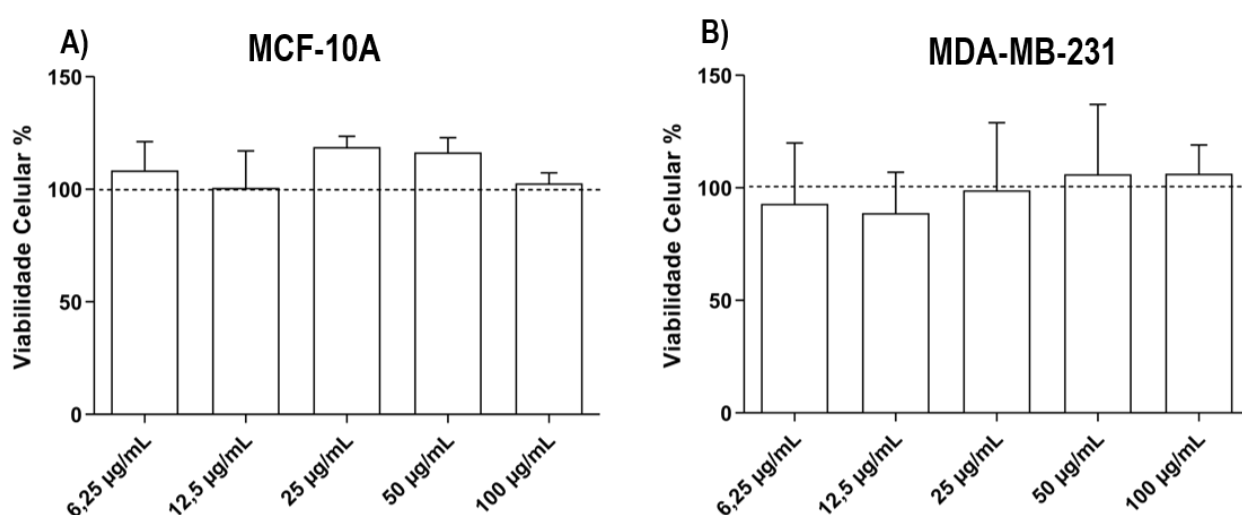 A)
MCF-10A
Viabilidade Celular %
150
100
50
0
6,25 µg/mL
12,5 µg/mL
25 µg/mL
50 µg/mL
100 µg/mL
B)
MDA-MB-231
Viabilidade Celular %
150
100
50
0
6,25 µg/mL
12,5 µg/mL
25 µg/mL
50 µg/mL
100 µg/mL